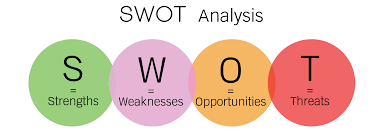 SWOT Analysis
S W O T
= = = =
Strengths Weaknesses Opportunities Threats